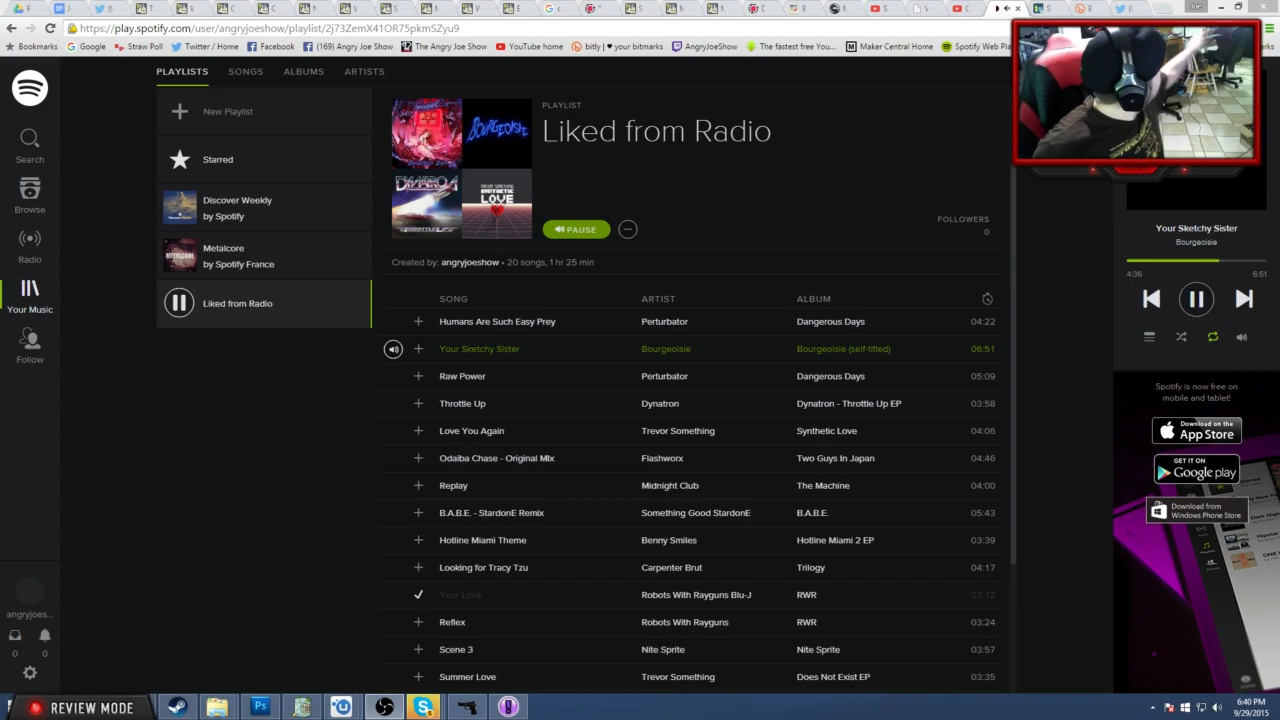 Joe
https://play.spotify.com/user/angryjoeshow/playlist/2j73ZemX41OR75pkmSZyu9
Bookmarks Google Straw Poll Twitter / Home Facebook (169) Angry Joe Show The Angry Joe Show YouTube home bitly | ♥ your bitmarks AngryJoeShow The fastest free You... Maker Central Home Spotify Web Pla
PLAYLISTS SONGS ALBUMS ARTISTS
New Playlist
Starred
Discover Weekly
by Spotify
Metalcore
by Spotify France
Liked from Radio
Search
Browse
Radio
Your Music
Follow
angryjoes...
0 0
PLAYLIST
Liked from Radio
BOURGEOISIE
SYNTHETIC
LOVE
PAUSE
FOLLOWERS
0
Created by: angryjoeshow • 20 songs, 1 hr 25 min
SONG ARTIST ALBUM
Humans Are Such Easy Prey Perturbator Dangerous Days 04:22
Your Sketchy Sister Bourgeoisie Bourgeoisie (self-titled) 06:51
Raw Power Perturbator Dangerous Days 05:09
Throttle Up Dynatron Dynatron - Throttle Up EP 03:58
Love You Again Trevor Something Synthetic Love 04:06
Odaiba Chase - Original MIx Flashworx Two Guys In Japan 04:46
Replay Midnight Club The Machine 04:00
B.A.B.E. - StardonE Remix Something Good StardonE B.A.B.E. 05:43
Hotline Miami Theme Benny Smiles Hotline Miami 2 EP 03:39
Looking for Tracy Tzu Carpenter Brut Trilogy 04:17
Your Love Robots With Rayguns Blu-J RWR 03:12
Reflex Robots With Rayguns RWR 03:24
Scene 3 Nite Sprite Nite Sprite 03:57
Summer Love Trevor Something Does Not Exist EP 03:35
Your Sketchy Sister
Bourgeoisie
4:36 6:51
Spotify is now free on
mobile and tablet!
Download on the
App Store
GET IT ON
Google play
Download from
Windows Phone Store
REVIEW MODE
6:40 PM
9/29/2015